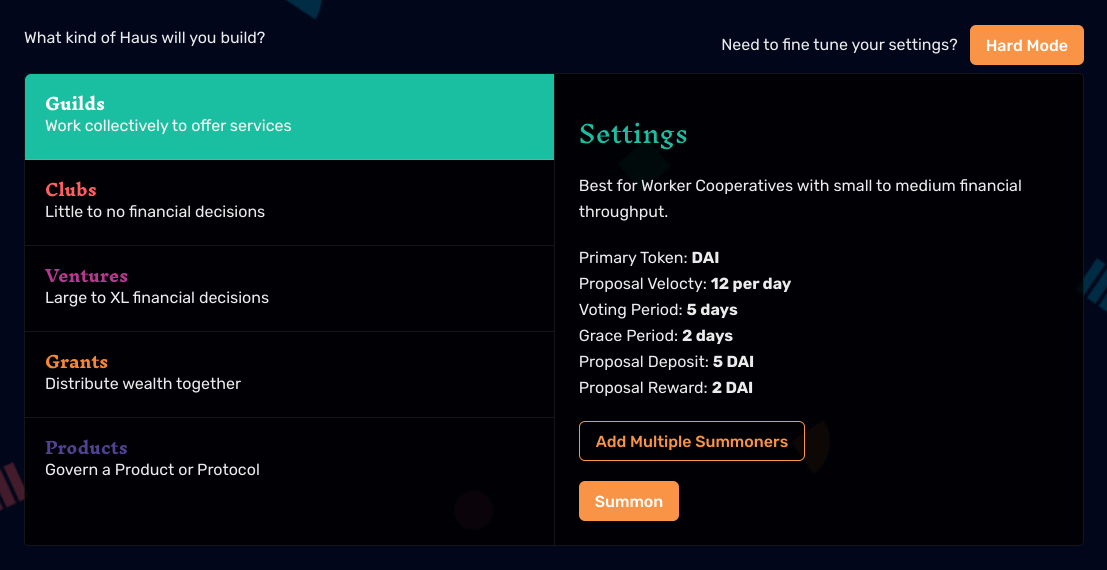 What kind of Haus will you build?
Need to fine tune your settings?
Hard Mode
Guilds
Work collectively to offer services
Clubs
Little to no financial decisions
Ventures
Large to XL financial decisions
Grants
Distribute wealth together
Products
Govern a Product or Protocol
Settings
Best for Worker Cooperatives with small to medium financial
throughput.
Primary Token: DAI
Proposal Velocty: 12 per day
Voting Period: 5 days
Grace Period: 2 days
Proposal Deposit: 5 DAI
Proposal Reward: 2 DAI
Add Multiple Summoners
Summon